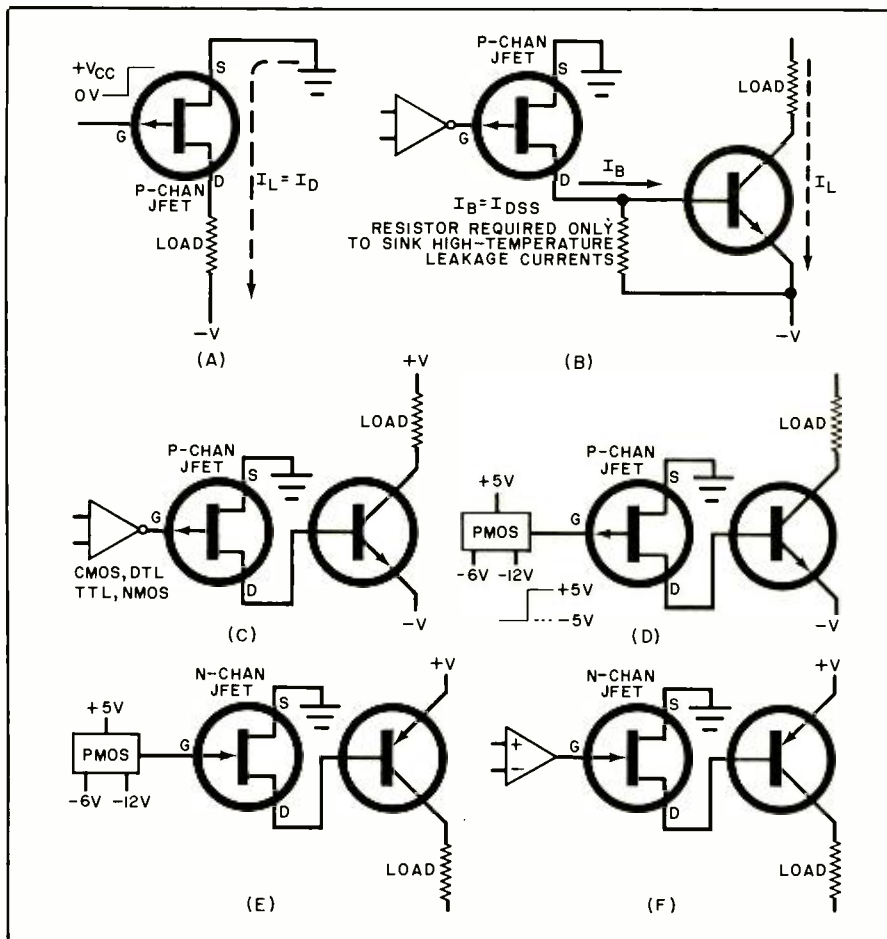 S
+VCC
0V
G
D
P-CHAN
JFET
IL=ID
LOAD
-V
(A)
P-CHAN
JFET
S
G
D
IB
IB=IDSS
RESISTOR REQUIRED ONLY
TO SINK HIGH-TEMPERATURE
LEAKAGE CURRENTS
LOAD
IL
-V
(B)
P-CHAN
JFET
S
G
D
CMOS, DTL
TTL, NMOS
+V
LOAD
-V
(C)
P-CHAN
JFET
S
+5V
PMOS
G
-6V -12V
D
+5V
-5V
LOAD
-V
(D)
N-CHAN
JFET
S
+5V
PMOS
G
-6V -12V
D
+V
LOAD
(E)
N-CHAN
JFET
S
+
-
G
D
+V
LOAD
(F)